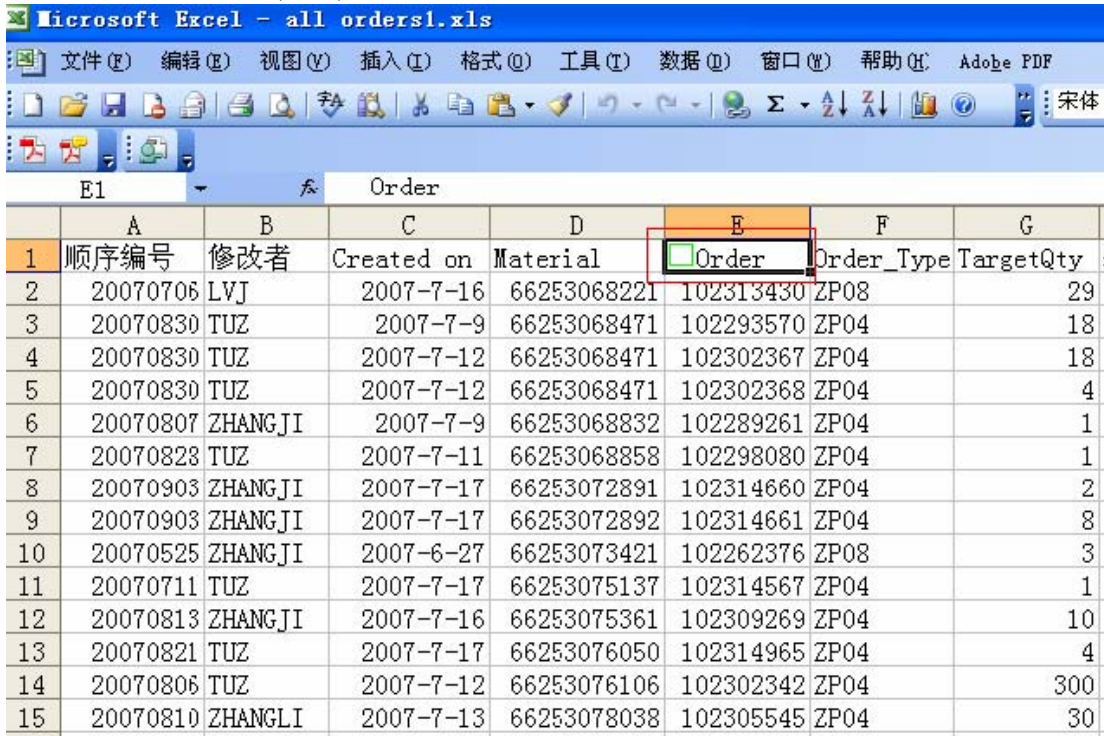 Microsoft Excel - all orders1.xls
文件(F) 编辑(E) 视图(V) 插入(I) 格式(O) 工具(T) 数据(D) 窗口(W) 帮助(H) Adobe PDF
宋体
E1 fx Order
A B C D E F G
1 顺序编号 修改者 Created on Material Order Order_Type TargetQty
2 20070706 LVJ 2007-7-16 66253068221 102313430 ZP08 29
3 20070830 TUZ 2007-7-9 66253068471 102293570 ZP04 18
4 20070830 TUZ 2007-7-12 66253068471 102302367 ZP04 18
5 20070830 TUZ 2007-7-12 66253068471 102302368 ZP04 4
6 20070807 ZHANGJI 2007-7-9 66253068832 102289261 ZP04 1
7 20070823 TUZ 2007-7-11 66253068858 102298080 ZP04 1
8 20070903 ZHANGJI 2007-7-17 66253072891 102314660 ZP04 2
9 20070903 ZHANGJI 2007-7-17 66253072892 102314661 ZP04 8
10 20070525 ZHANGJI 2007-6-27 66253073421 102262376 ZP08 3
11 20070711 TUZ 2007-7-17 66253075137 102314567 ZP04 1
12 20070813 ZHANGJI 2007-7-16 66253075361 102309269 ZP04 10
13 20070821 TUZ 2007-7-17 66253076050 102314965 ZP04 4
14 20070806 TUZ 2007-7-12 66253076106 102302342 ZP04 300
15 20070810 ZHANGLI 2007-7-13 66253078038 102305545 ZP04 30